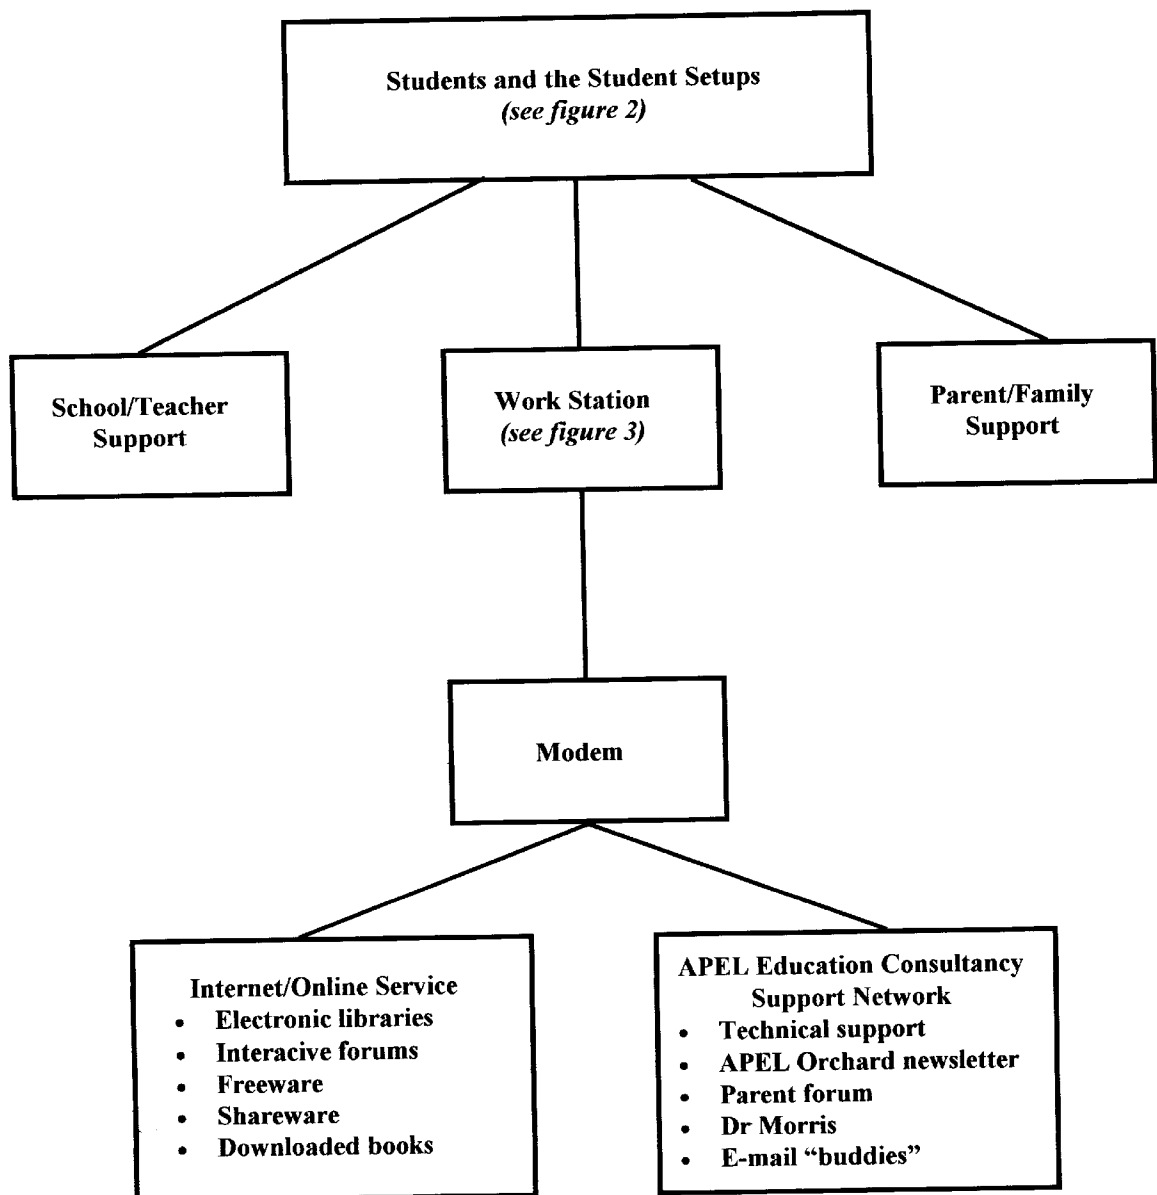 Students and the Student Setups
(see figure 2)
School/Teacher
Support
Work Station
(see figure 3)
Parent/Family
Support
Modem
Internet/Online Service
• Electronic libraries
• Interacive forums
• Freeware
• Shareware
• Downloaded books
APEL Education Consultancy
Support Network
• Technical support
• APEL Orchard newsletter
• Parent forum
• Dr Morris
• E-mail “buddies”